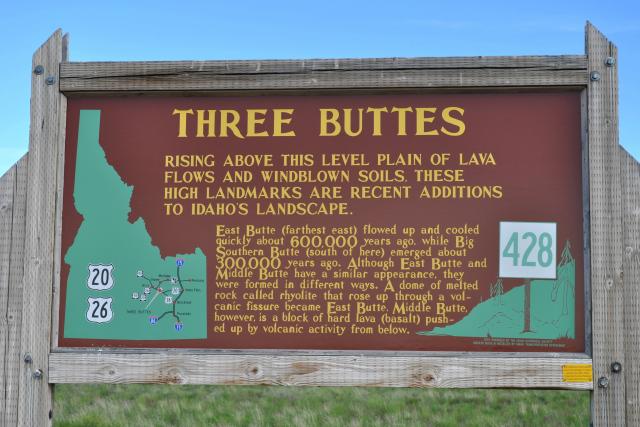 THREE BUTTES
RISING ABOVE THIS LEVEL PLAIN OF LAVA
FLOWS AND WINDBLOWN SOILS, THESE
HIGH LANDMARKS ARE RECENT ADDITIONS
TO IDAHO'S LANDSCAPE.
East Butte (farthest east) flowed up and cooled
quickly about 600,000 years ago, while Big
Southern Butte (south of here) emerged about
300,000 years ago. Although East Butte and
Middle Butte have a similar appearance, they
were formed in different ways. A dome of melted
rock called rhyolite that rose up through a vol-
canic fissure became East Butte. Middle Butte,
however, is a block of hard lava (basalt) push-
ed up by volcanic activity from below.
428
20
26
THREE BUTTES